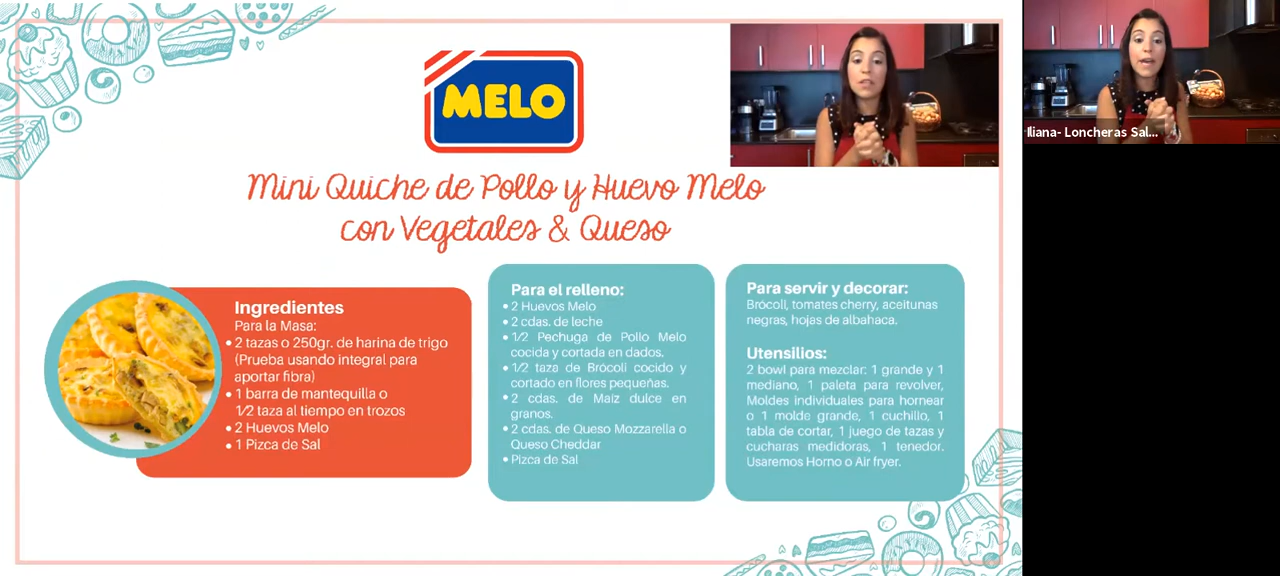 MELO
Mini Quiche de Pollo y Huevo Melo
con Vegetales & Queso
Ingredientes
Para la Masa:
• 2 tazas o 250gr. de harina de trigo
(Prueba usando integral para
aportar fibra)
• 1 barra de mantequilla o
1/2 taza al tiempo en trozos
• 2 Huevos Melo
• 1 Pizca de Sal
Para el relleno:
• 2 Huevos Melo
• 2 cdas. de leche
• 1/2 Pechuga de Pollo Melo
cocida y cortada en dados.
• 1/2 taza de Brócoli cocido y
cortado en flores pequeñas.
• 2 cdas. de Maíz dulce en
granos.
• 2 cdas. de Queso Mozzarella o
Queso Cheddar
• Pizca de Sal
Para servir y decorar:
Brócoli, tomates cherry, aceitunas
negras, hojas de albahaca.
Utensilios:
2 bowl para mezclar: 1 grande y 1
mediano, 1 paleta para revolver,
Moldes individuales para hornear
o 1 molde grande, 1 cuchillo, 1
tabla de cortar, 1 juego de tazas y
cucharas medidoras, 1 tenedor.
Usaremos Horno o Air fryer.
Iliana- Loncheras Sal...